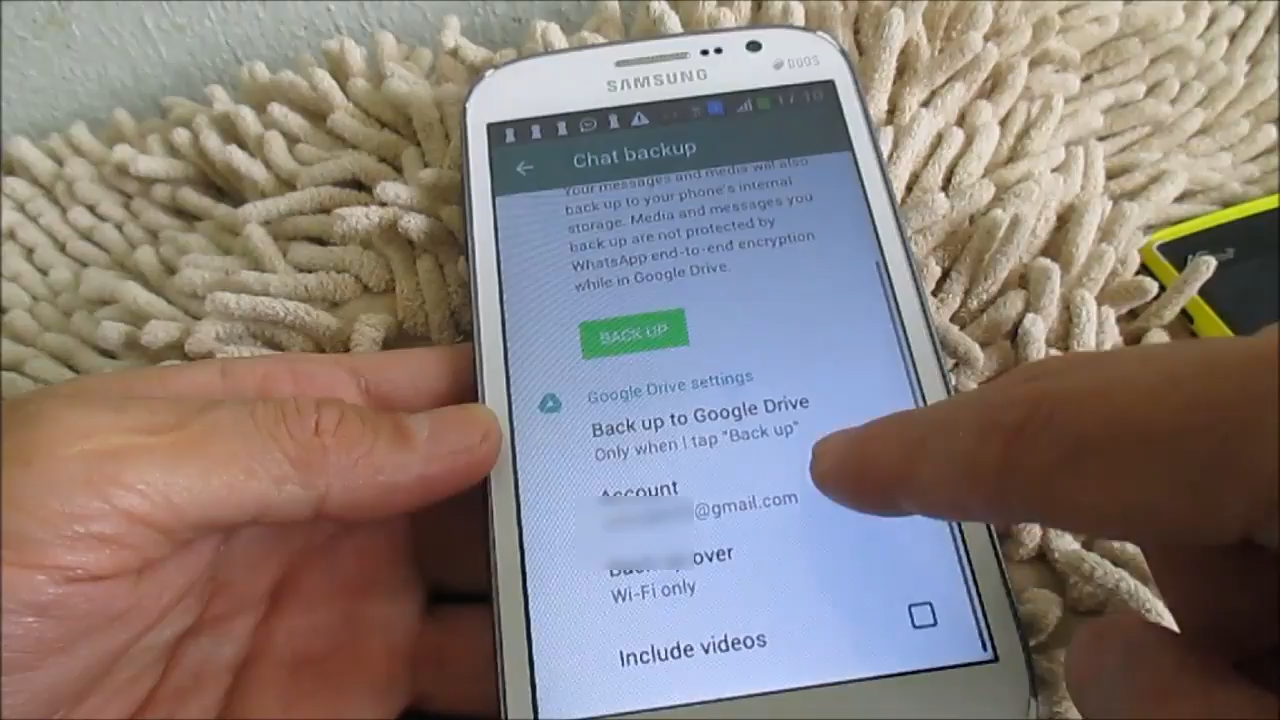 SAMSUNG
DUOS
Chat backup
Your messages and media will also
back up to your phone's internal
storage. Media and messages you
back up are not protected by
WhatsApp end-to-end encryption
while in Google Drive.
BACK UP
Google Drive settings
Back up to Google Drive
Only when I tap "Back up"
Account
@gmail.com
over
Wi-Fi only
Include videos